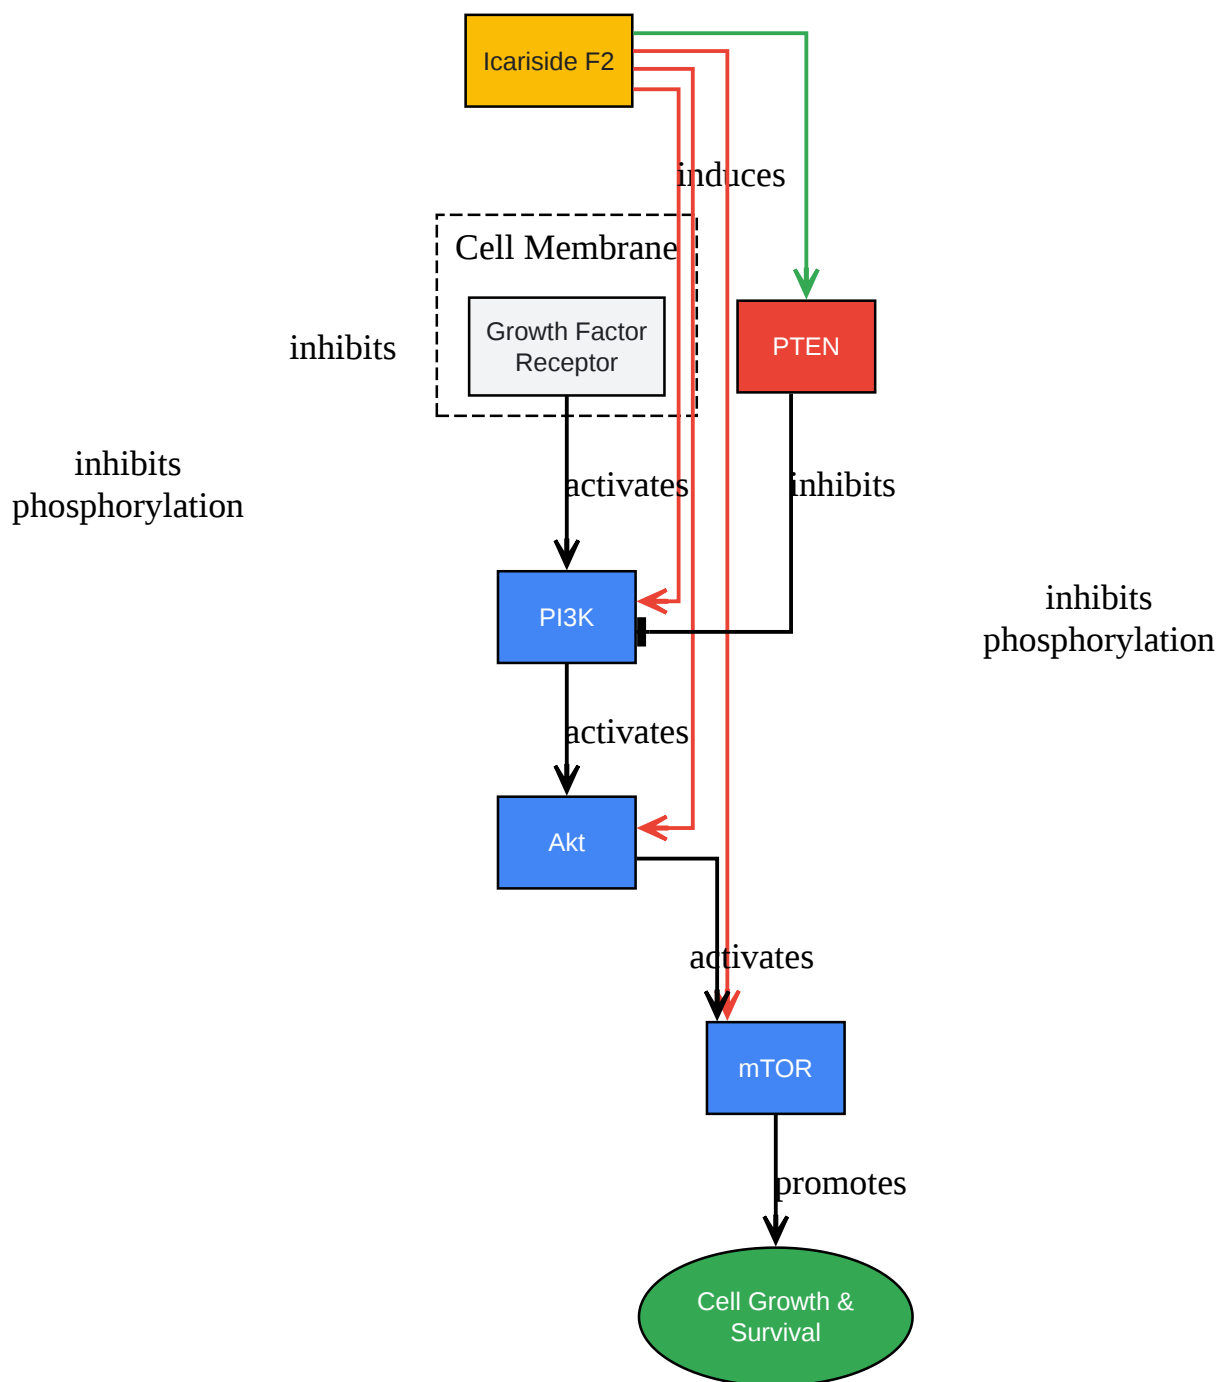 Icariside F2
induces
Cell Membrane
Growth Factor
Receptor
PTEN
inhibits
inhibits
phosphorylation
activates
inhibits
inhibits
phosphorylation
PI3K
activates
Akt
activates
mTOR
promotes
Cell Growth &
Survival